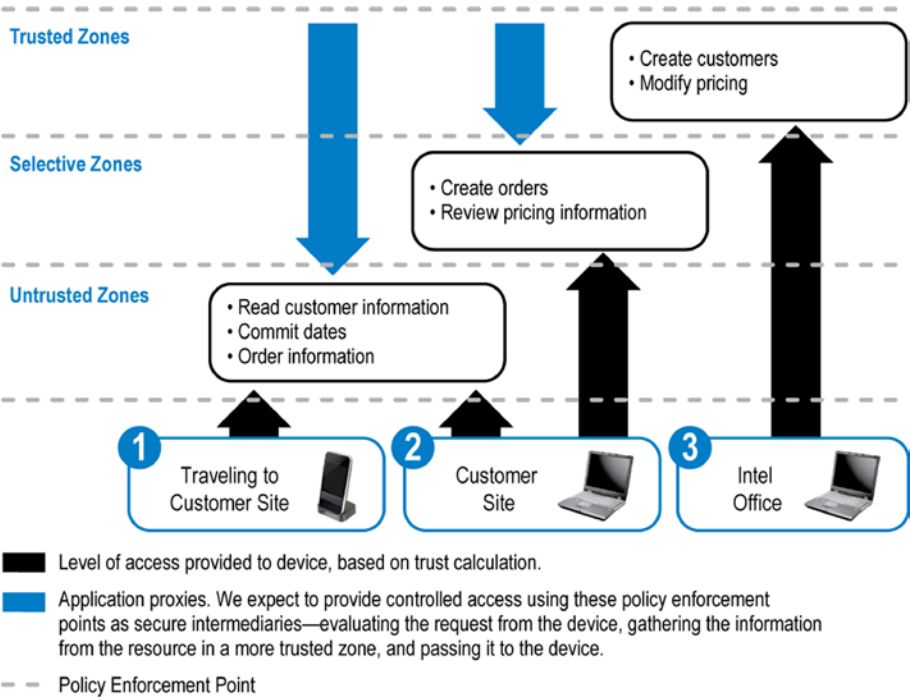 Trusted Zones
• Create customers
• Modify pricing
Selective Zones
• Create orders
• Review pricing information
Untrusted Zones
• Read customer information
• Commit dates
• Order information
1
Traveling to
Customer Site
2
Customer
Site
3
Intel
Office
Level of access provided to device, based on trust calculation.
Application proxies. We expect to provide controlled access using these policy enforcement
points as secure intermediaries—evaluating the request from the device, gathering the information
from the resource in a more trusted zone, and passing it to the device.
Policy Enforcement Point